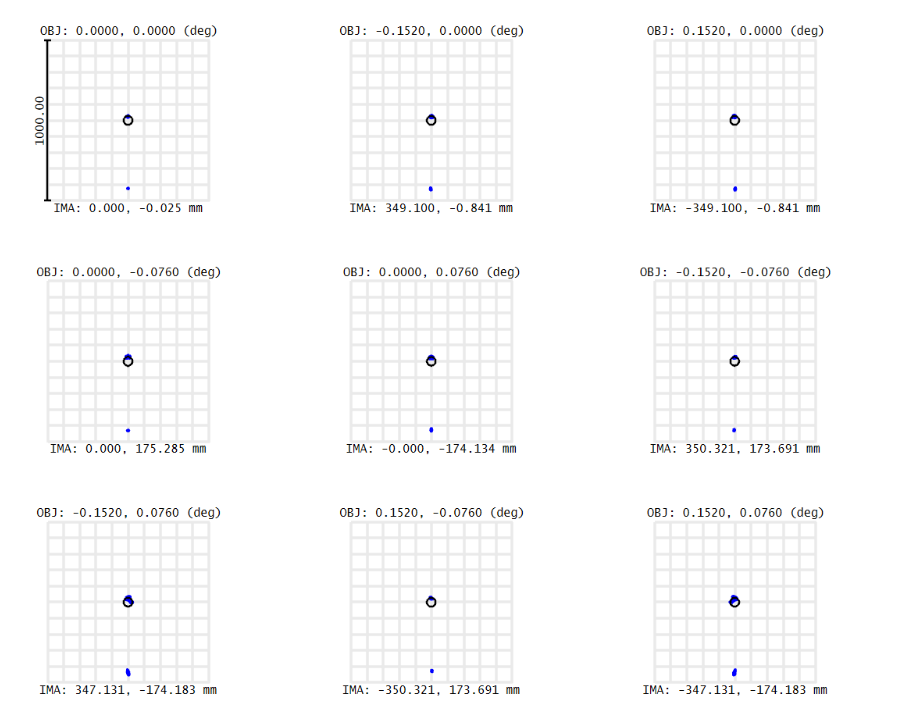 OBJ: 0.0000, 0.0000 (deg)
OBJ: -0.1520, 0.0000 (deg)
OBJ: 0.1520, 0.0000 (deg)
1000.00
IMA: 0.000, -0.025 mm
IMA: 349.100, -0.841 mm
IMA: -349.100, -0.841 mm
OBJ: 0.0000, -0.0760 (deg)
OBJ: 0.0000, 0.0760 (deg)
OBJ: -0.1520, -0.0760 (deg)
IMA: 0.000, 175.285 mm
IMA: -0.000, -174.134 mm
IMA: 350.321, 173.691 mm
OBJ: -0.1520, 0.0760 (deg)
OBJ: 0.1520, -0.0760 (deg)
OBJ: 0.1520, 0.0760 (deg)
IMA: 347.131, -174.183 mm
IMA: -350.321, 173.691 mm
IMA: -347.131, -174.183 mm